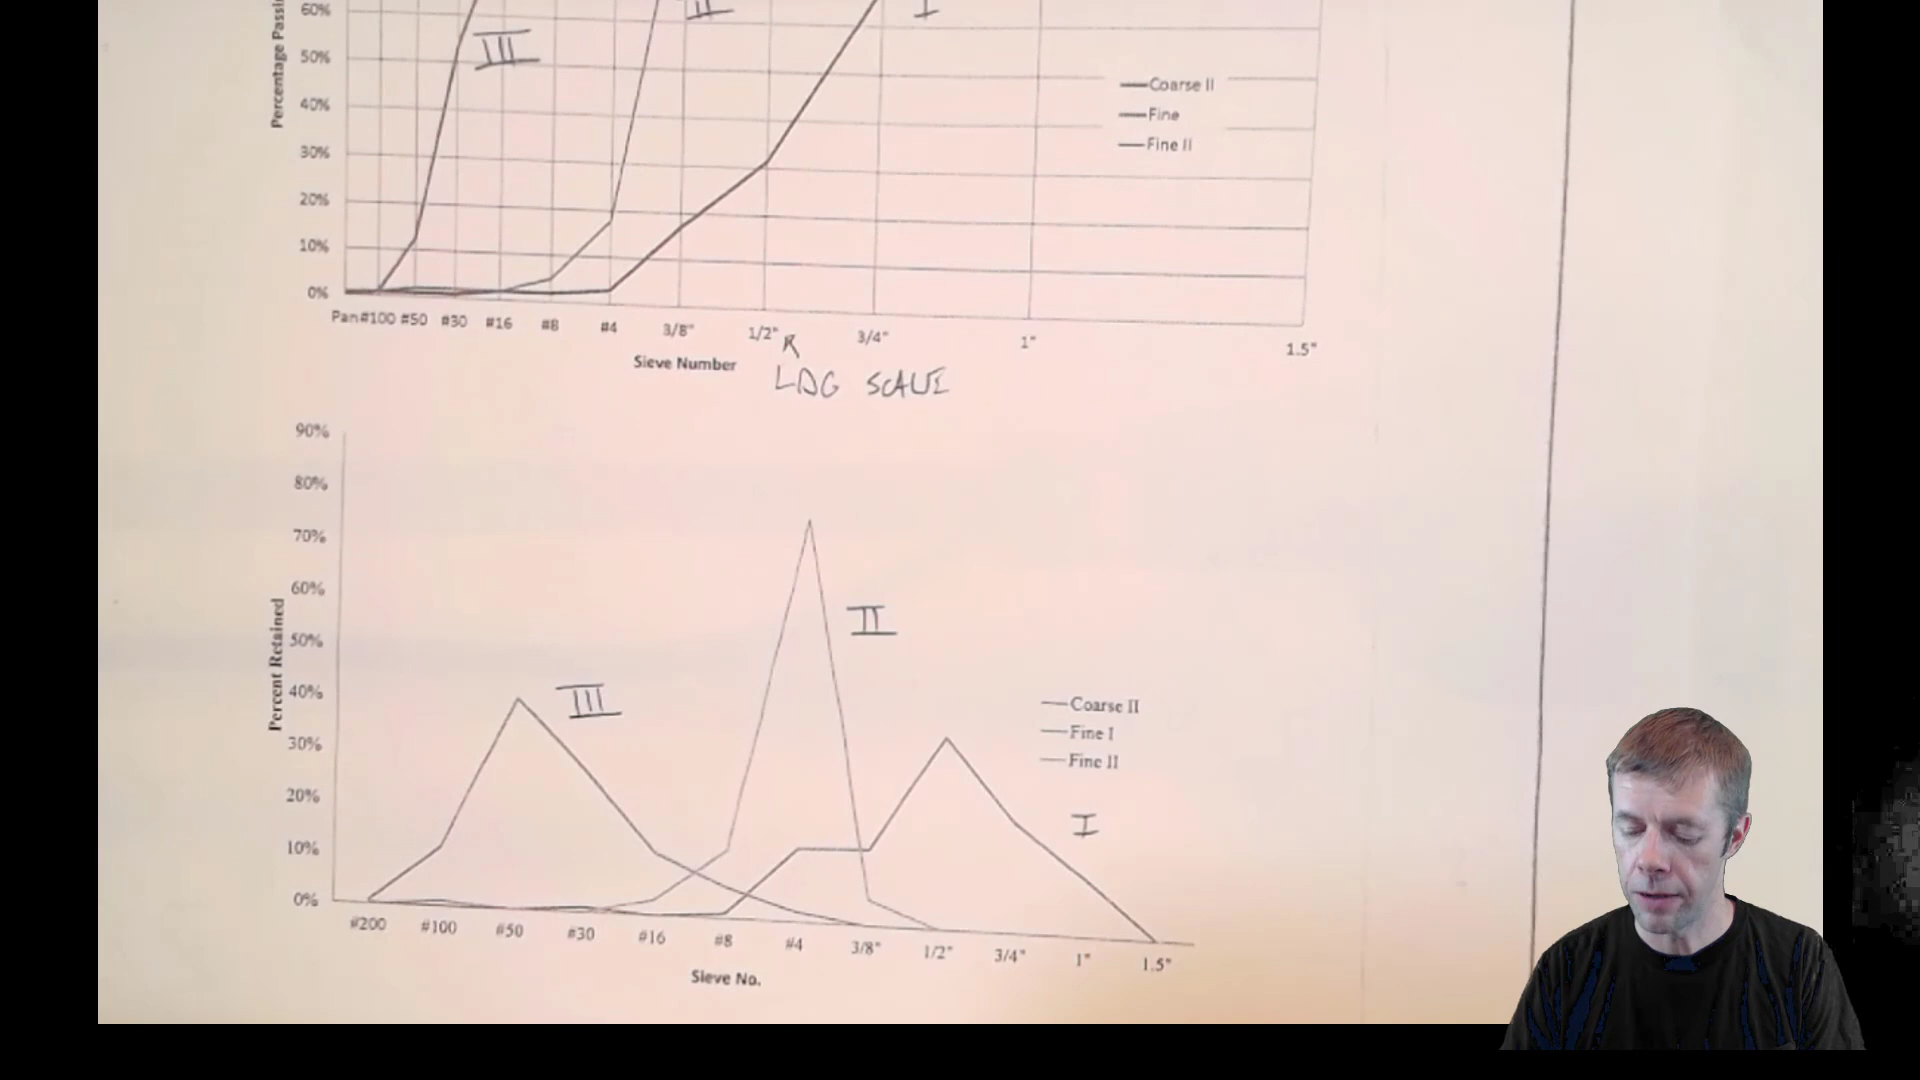 60%
II
I
III
50%
Coarse II
40%
Fine
30%
Fine II
20%
10%
0%
Pan #100 #50 #30 #16 #8 #4 3/8" 1/2" 3/4" 1" 1.5"
Sieve Number
LOG SCALE
90%
80%
70%
60%
II
50%
40%
III
Coarse II
30%
Fine I
Fine II
20%
I
10%
0%
#200 #100 #50 #30 #16 #8 #4 3/8" 1/2" 3/4" 1" 1.5"
Sieve No.
Percentage
Percent Retained